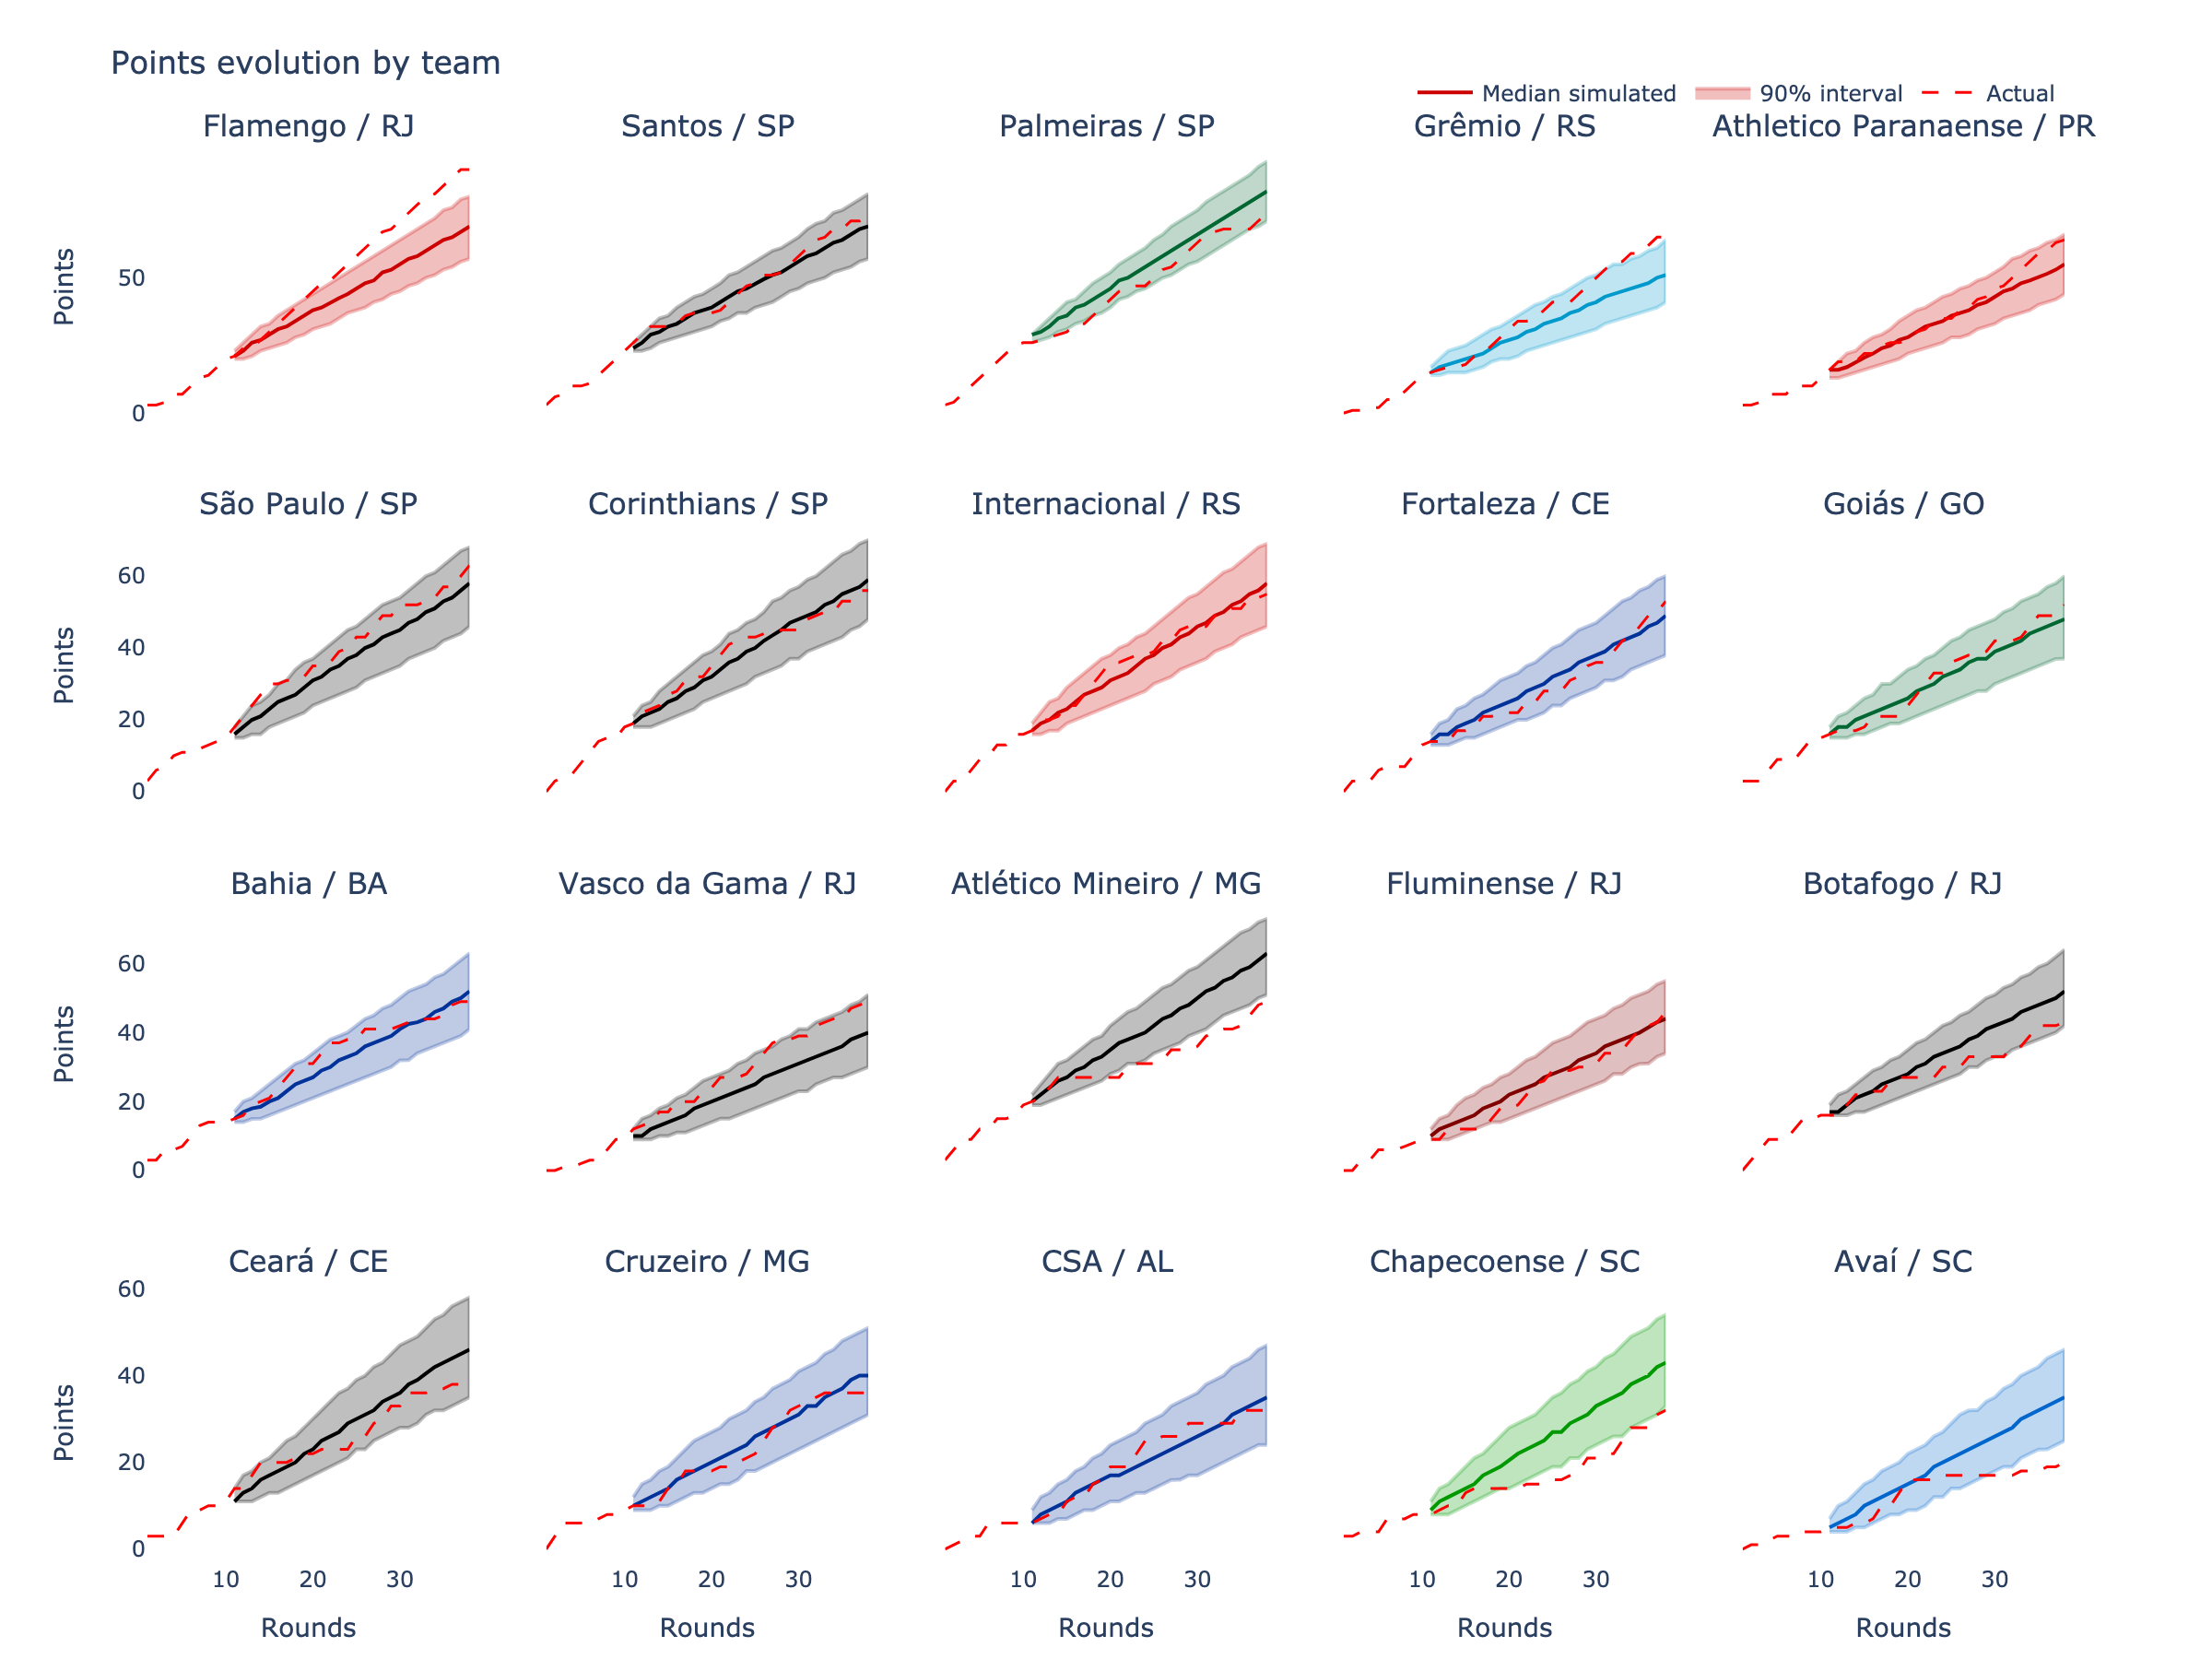 Points evolution by team
Median simulated 90% interval Actual
Flamengo / RJ Santos / SP Palmeiras / SP Grêmio / RS Athletico Paranaense / PR
Points
50
0
São Paulo / SP Corinthians / SP Internacional / RS Fortaleza / CE Goiás / GO
Points
60
40
20
0
Bahia / BA Vasco da Gama / RJ Atlético Mineiro / MG Fluminense / RJ Botafogo / RJ
Points
60
40
20
0
Ceará / CE Cruzeiro / MG CSA / AL Chapecoense / SC Avaí / SC
Points
60
40
20
0
10 20 30 10 20 30 10 20 30 10 20 30 10 20 30
Rounds Rounds Rounds Rounds Rounds